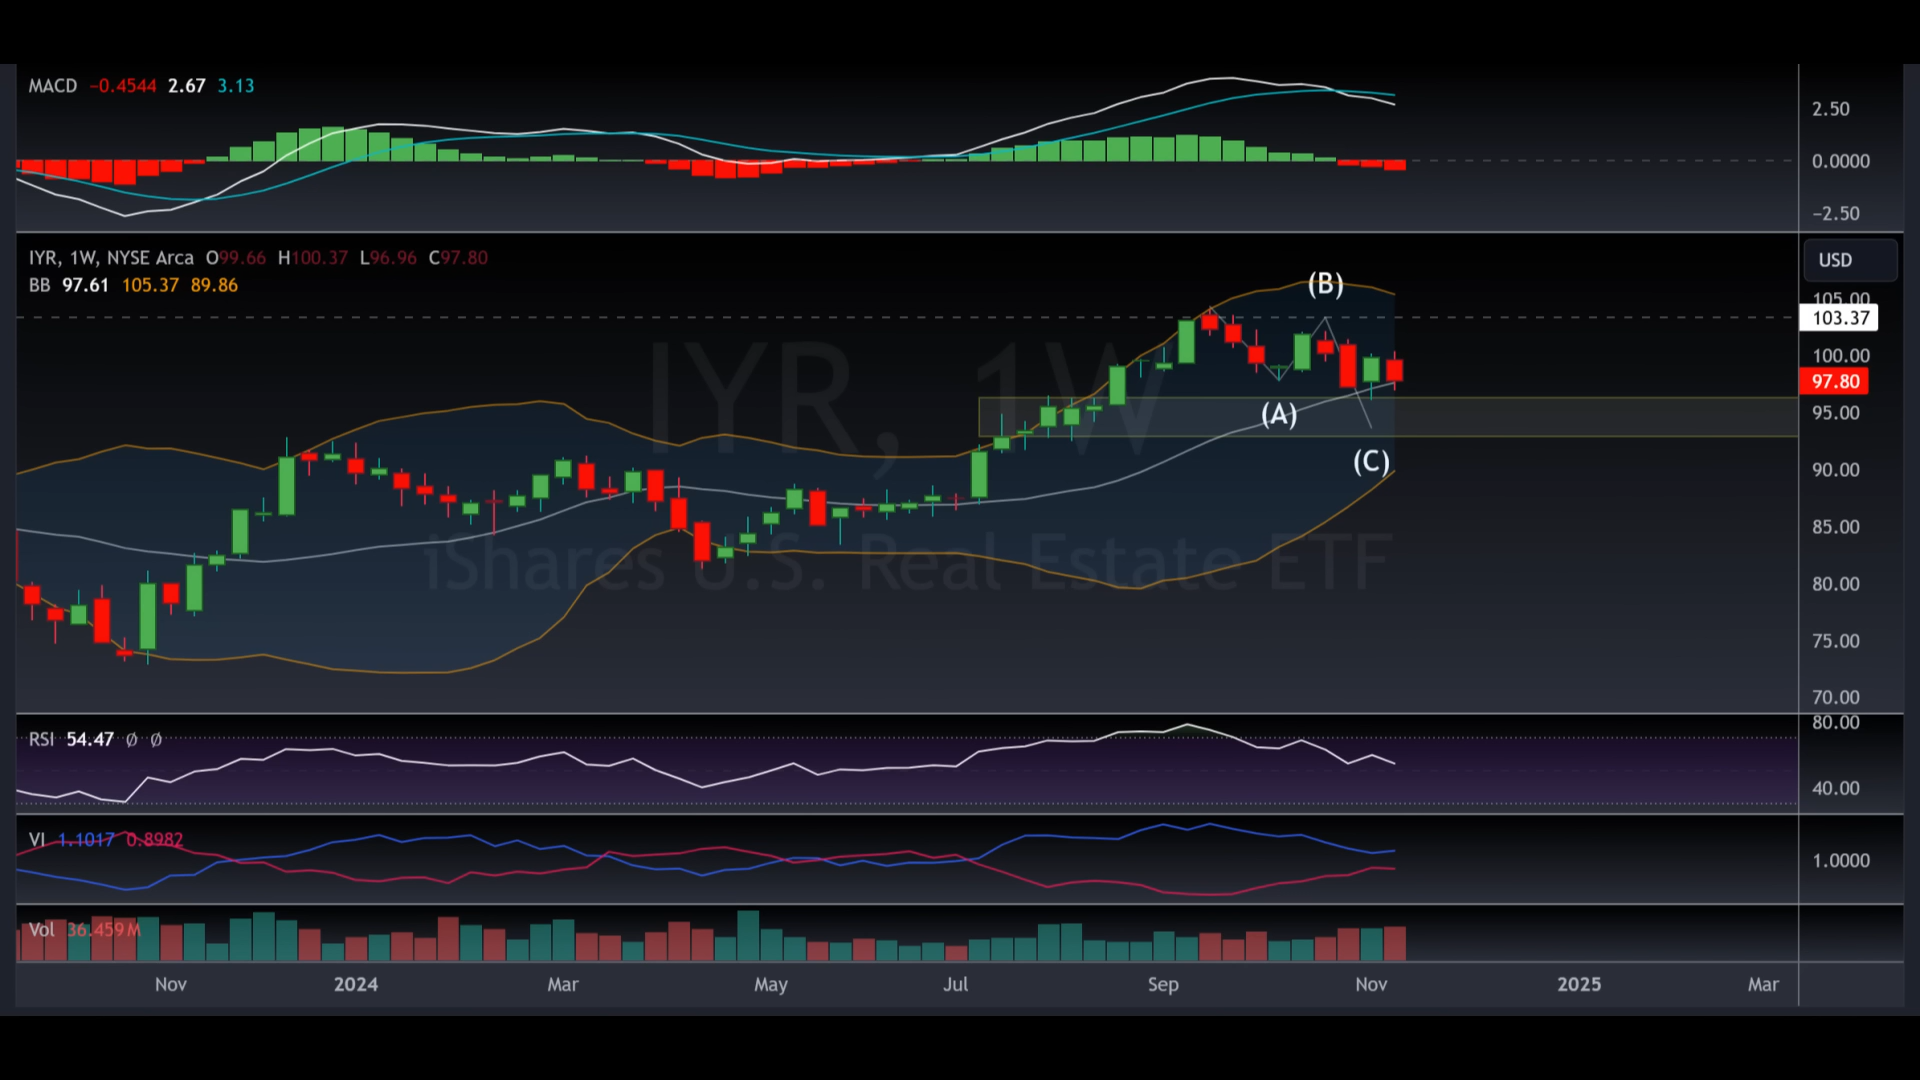 MACD −0.4544 2.67 3.13
2.50
0.0000
−2.50
IYR, 1W, NYSE Arca O99.66 H100.37 L96.96 C97.80
USD
BB 97.61 105.37 89.86
(B)
105.00
103.37
IYR, 1W
100.00
97.80
(A)
95.00
(C)
90.00
85.00
iShares U.S. Real Estate ETF
80.00
75.00
70.00
80.00
RSI 54.47 Ø Ø
40.00
VI 1.1017 0.8982
1.0000
Vol 36.459M
Nov 2024 Mar May Jul Sep Nov 2025 Mar